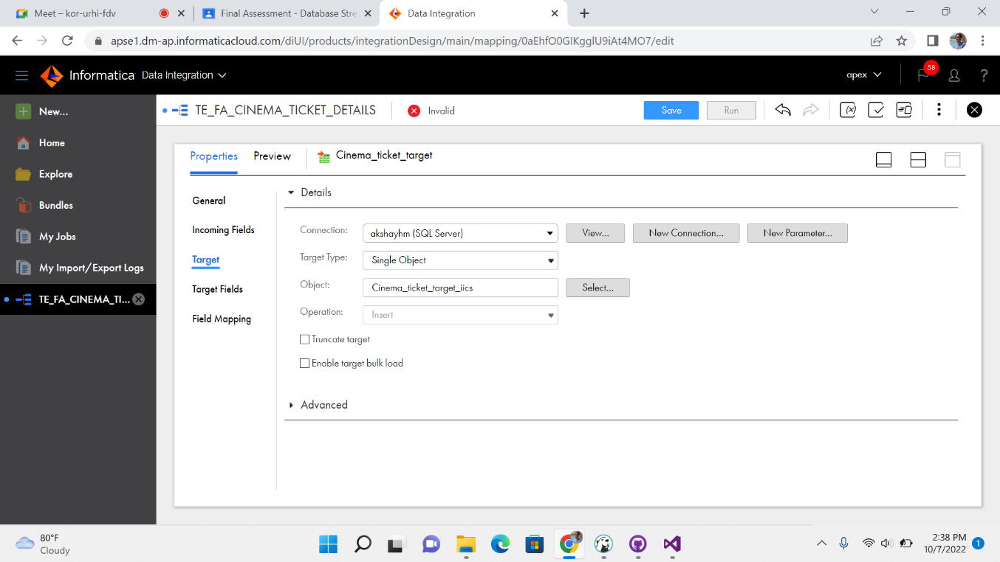 Meet – kor-urhi-fdv
Final Assessment - Database Stre
Data Integration
apse1.dm-ap.informaticacloud.com/diUI/products/integrationDesign/main/mapping/0aEhfO0GIKgglU9iAt4MO7/edit
Informatica Data Integration
apex
58
?
New...
Home
Explore
Bundles
My Jobs
My Import/Export Logs
TE_FA_CINEMA_TI...
TE_FA_CINEMA_TICKET_DETAILS
Invalid
Save
Run
Properties
Preview
Cinema_ticket_target
General
Incoming Fields
Target
Target Fields
Field Mapping
Details
Connection:
akshayhm (SQL Server)
View...
New Connection...
New Parameter...
Target Type:
Single Object
Object:
Cinema_ticket_target_iics
Select...
Operation:
Insert
Truncate target
Enable target bulk load
Advanced
80°F
Cloudy
2:38 PM
10/7/2022
1